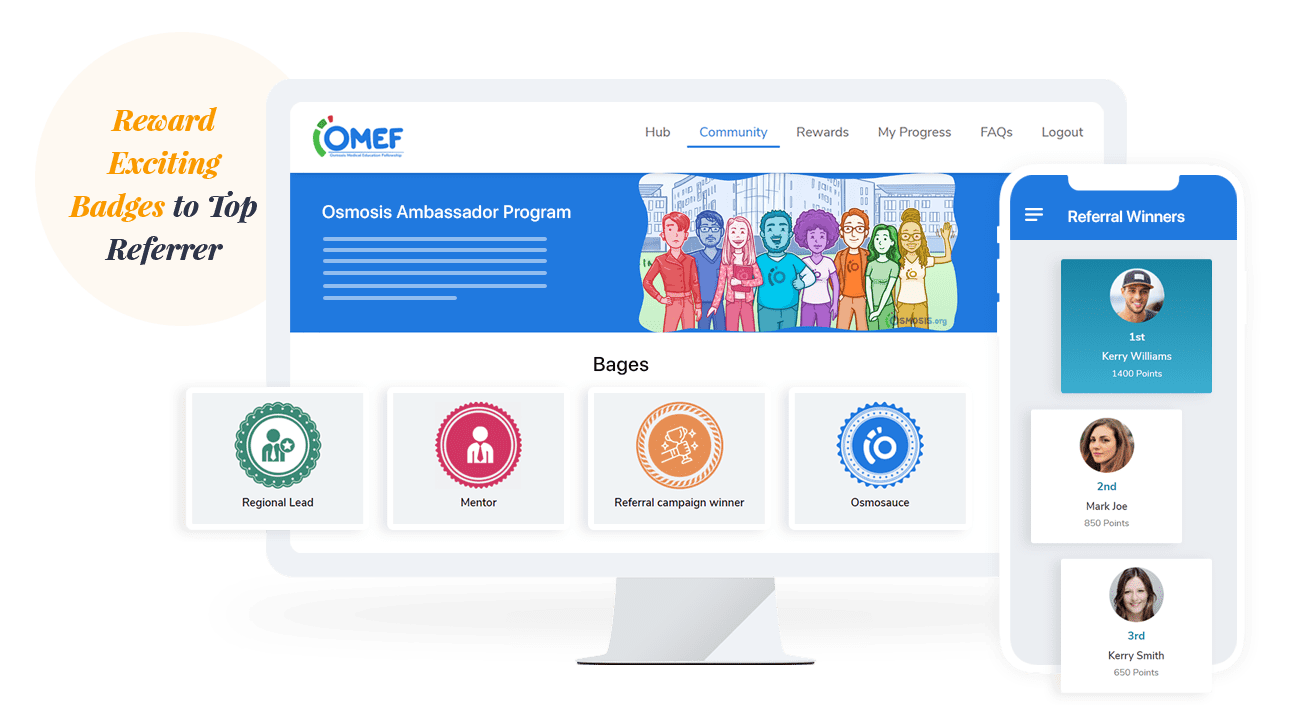 Reward
Exciting
Badges to Top
Referrer
OMEF
Osmosis Medical Education Fellowship
Hub
Community
Rewards
My Progress
FAQs
Logout
Osmosis Ambassador Program
OSMOSIS.org
Bages
Regional Lead
Mentor
Referral campaign winner
Osmosauce
Referral Winners
1st
Kerry Williams
1400 Points
2nd
Mark Joe
850 Points
3rd
Kerry Smith
650 Points